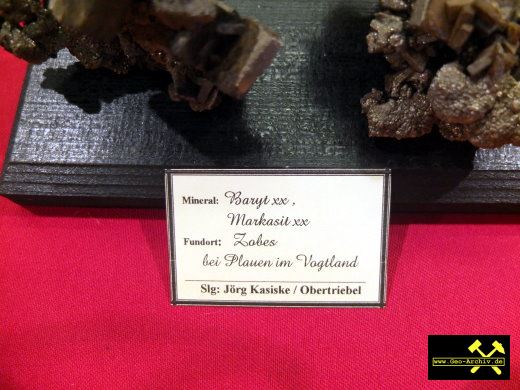 Mineral: Baryt xx ,
Markasit xx
Fundort: Zobes
bei Plauen im Vogtland
Slg: Jörg Kasiske / Obertriebel
www.Geo-Archiv.de